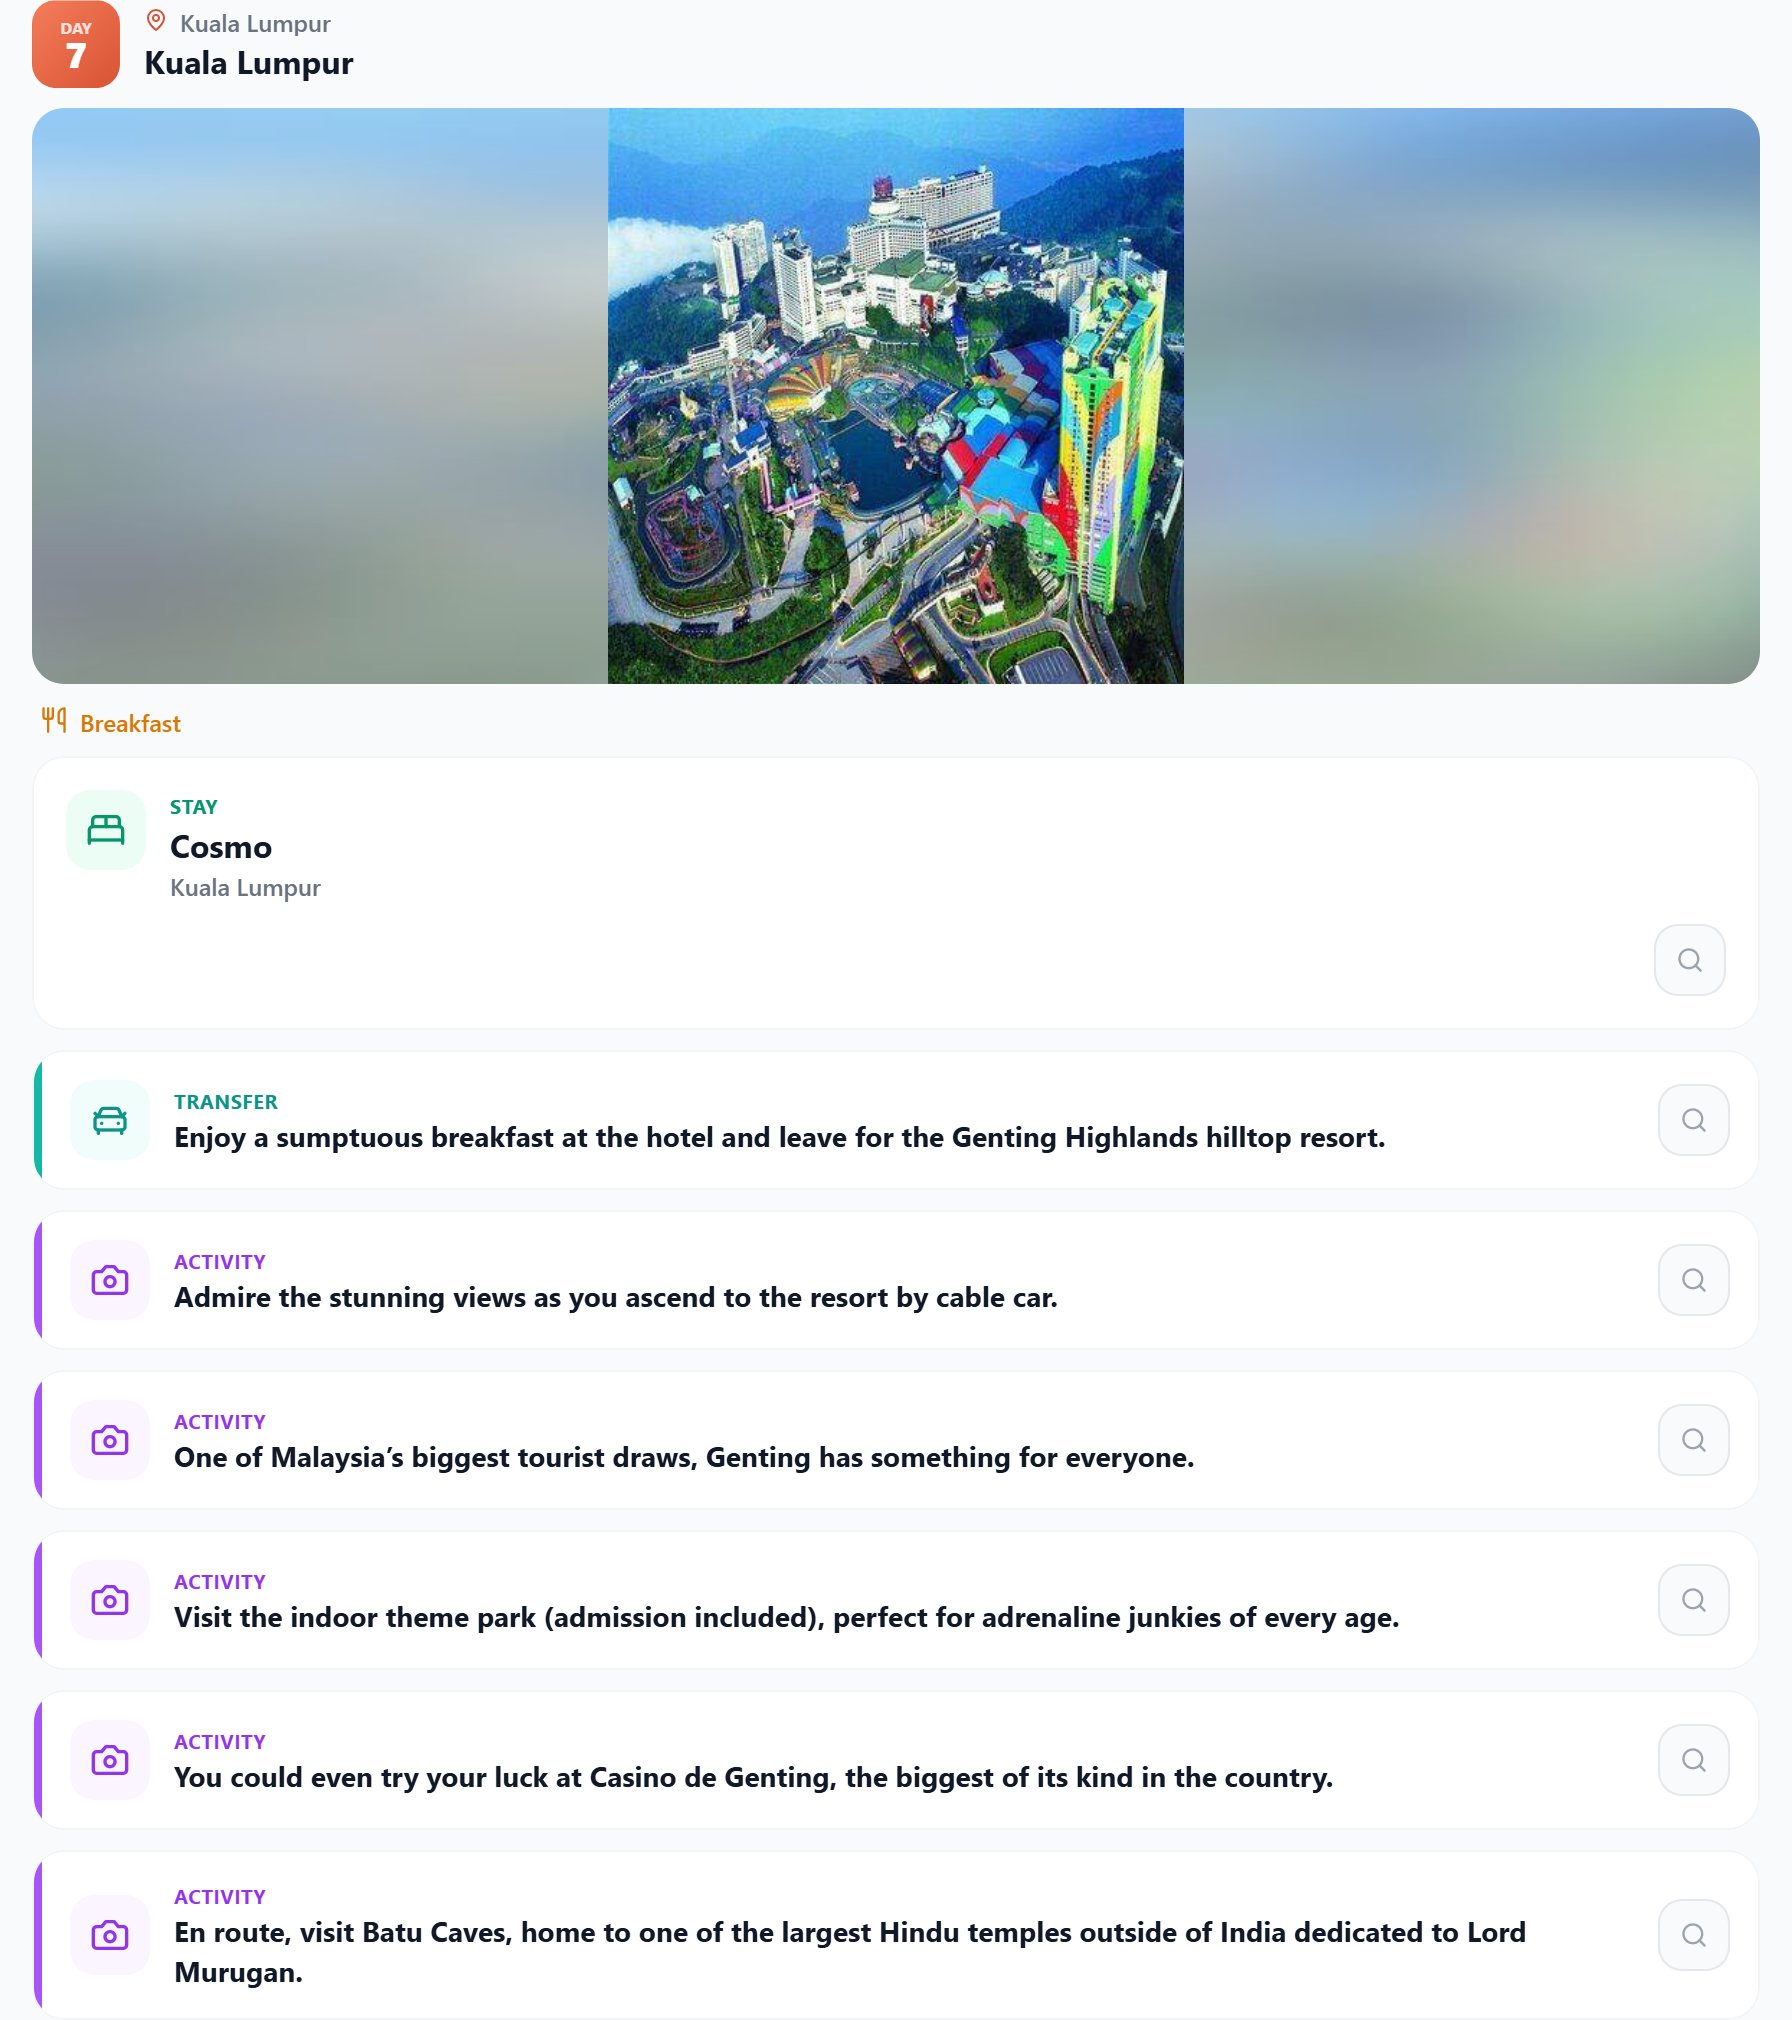 DAY
7
Kuala Lumpur
Kuala Lumpur
Breakfast
STAY
Cosmo
Kuala Lumpur
TRANSFER
Enjoy a sumptuous breakfast at the hotel and leave for the Genting Highlands hilltop resort.
ACTIVITY
Admire the stunning views as you ascend to the resort by cable car.
ACTIVITY
One of Malaysia’s biggest tourist draws, Genting has something for everyone.
ACTIVITY
Visit the indoor theme park (admission included), perfect for adrenaline junkies of every age.
ACTIVITY
You could even try your luck at Casino de Genting, the biggest of its kind in the country.
ACTIVITY
En route, visit Batu Caves, home to one of the largest Hindu temples outside of India dedicated to Lord
Murugan.